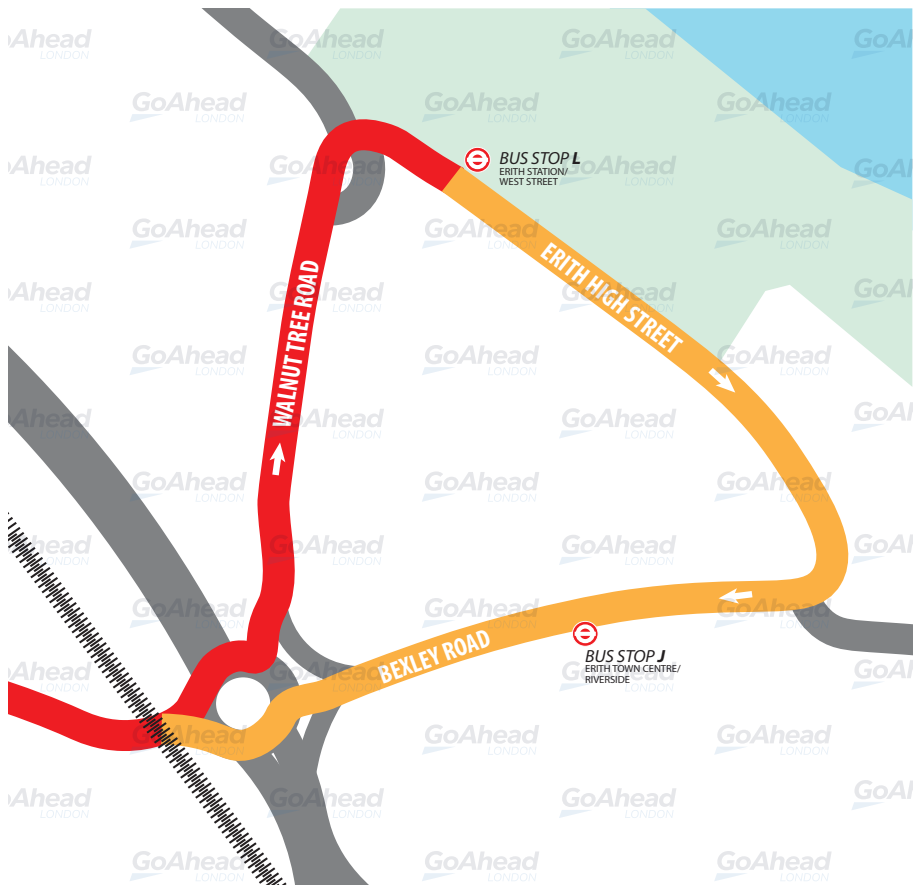 BUS STOP L
ERITH STATION/
WEST STREET
ERITH HIGH STREET
WALNUT TREE ROAD
BEXLEY ROAD
BUS STOP J
ERITH TOWN CENTRE/
RIVERSIDE
GoAhead
LONDON